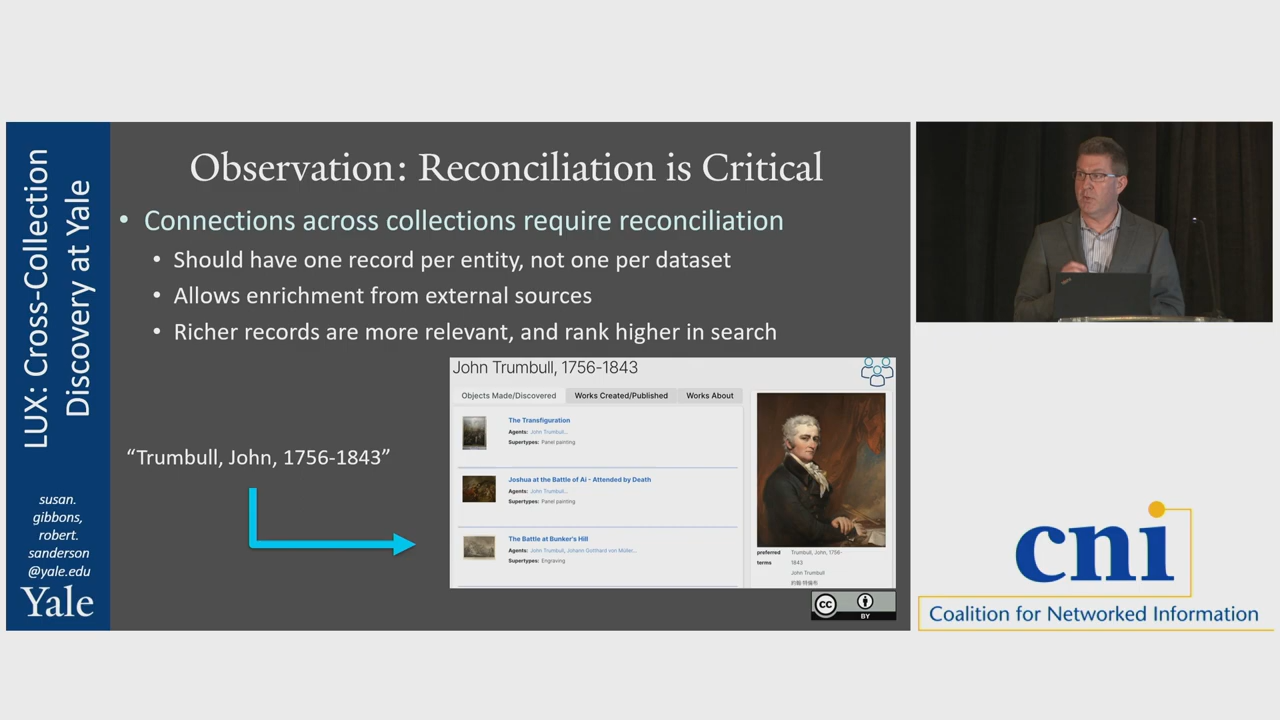 LUX: Cross-Collection
Discovery at Yale
susan.
gibbons,
robert.
sanderson
@yale.edu
Yale
Observation: Reconciliation is Critical
• Connections across collections require reconciliation
• Should have one record per entity, not one per dataset
• Allows enrichment from external sources
• Richer records are more relevant, and rank higher in search
“Trumbull, John, 1756-1843”
John Trumbull, 1756-1843
Objects Made/Discovered Works Created/Published Works About
The Transfiguration
Agents: John Trumbull...
Supertypes: Panel painting
Joshua at the Battle of Ai - Attended by Death
Agents: John Trumbull...
Supertypes: Panel painting
The Battle at Bunker's Hill
Agents: John Trumbull, Johann Gotthard von Müller...
Supertypes: Engraving
preferred terms
Trumbull, John, 1756-
1843
John Trumbull
cc
BY
cni
Coalition for Networked Information